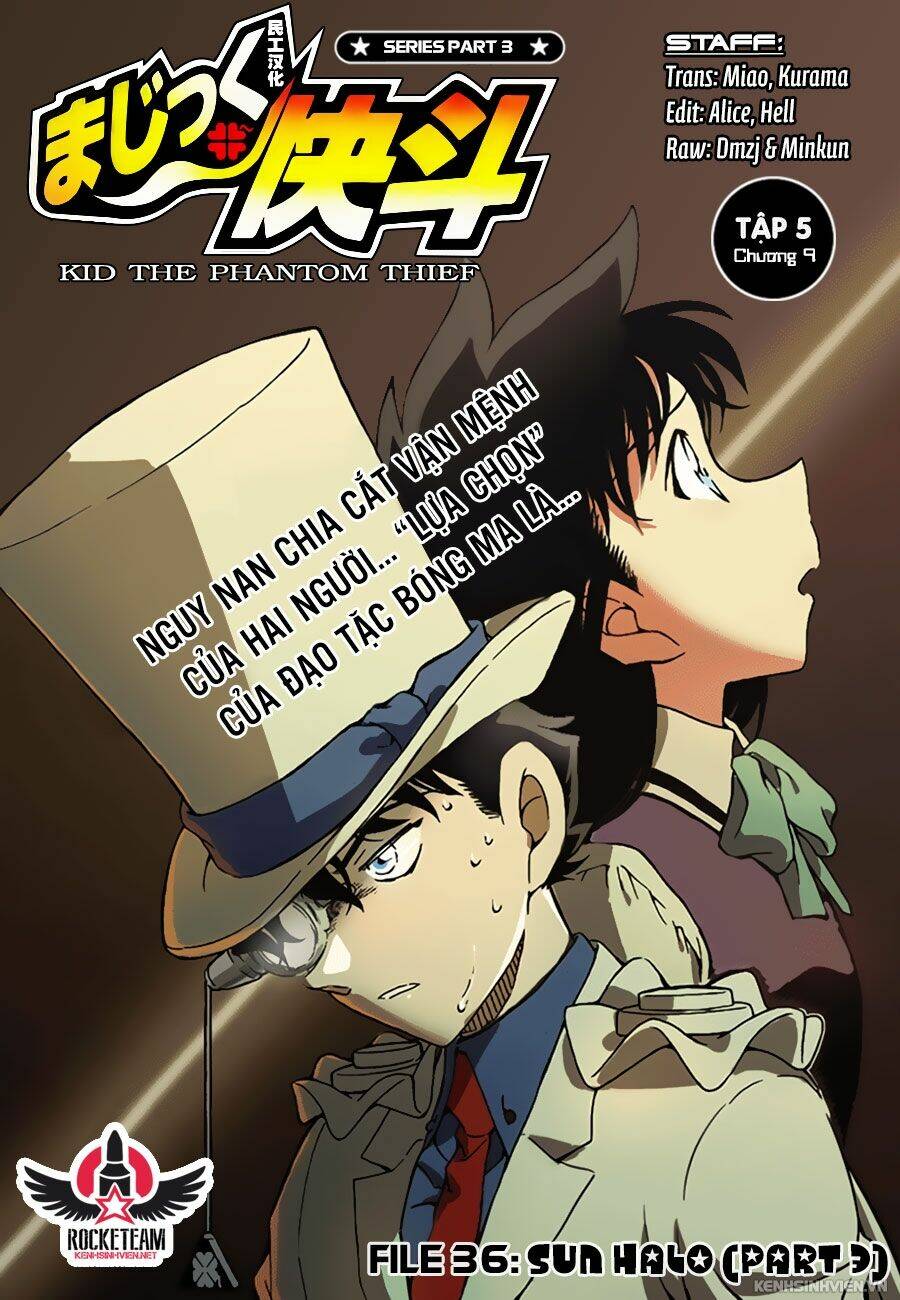 民工汉化
まじっく快斗
KID THE PHANTOM THIEF
★ SERIES PART 3 ★
STAFF:
Trans: Miao, Kurama
Edit: Alice, Hell
Raw: Dmzj & Minkun
TẬP 5
Chương 9
NGUY NAN CHIA CẮT VẬN MỆNH
CỦA HAI NGƯỜI... "LỰA CHỌN"
CỦA ĐẠO TẶC BÓNG MA LÀ...
ROCKETEAM
KENHSINHVIEN.NET
FILE 36: SUN HALO (PART 3)
KENHSINHVIEN.VN